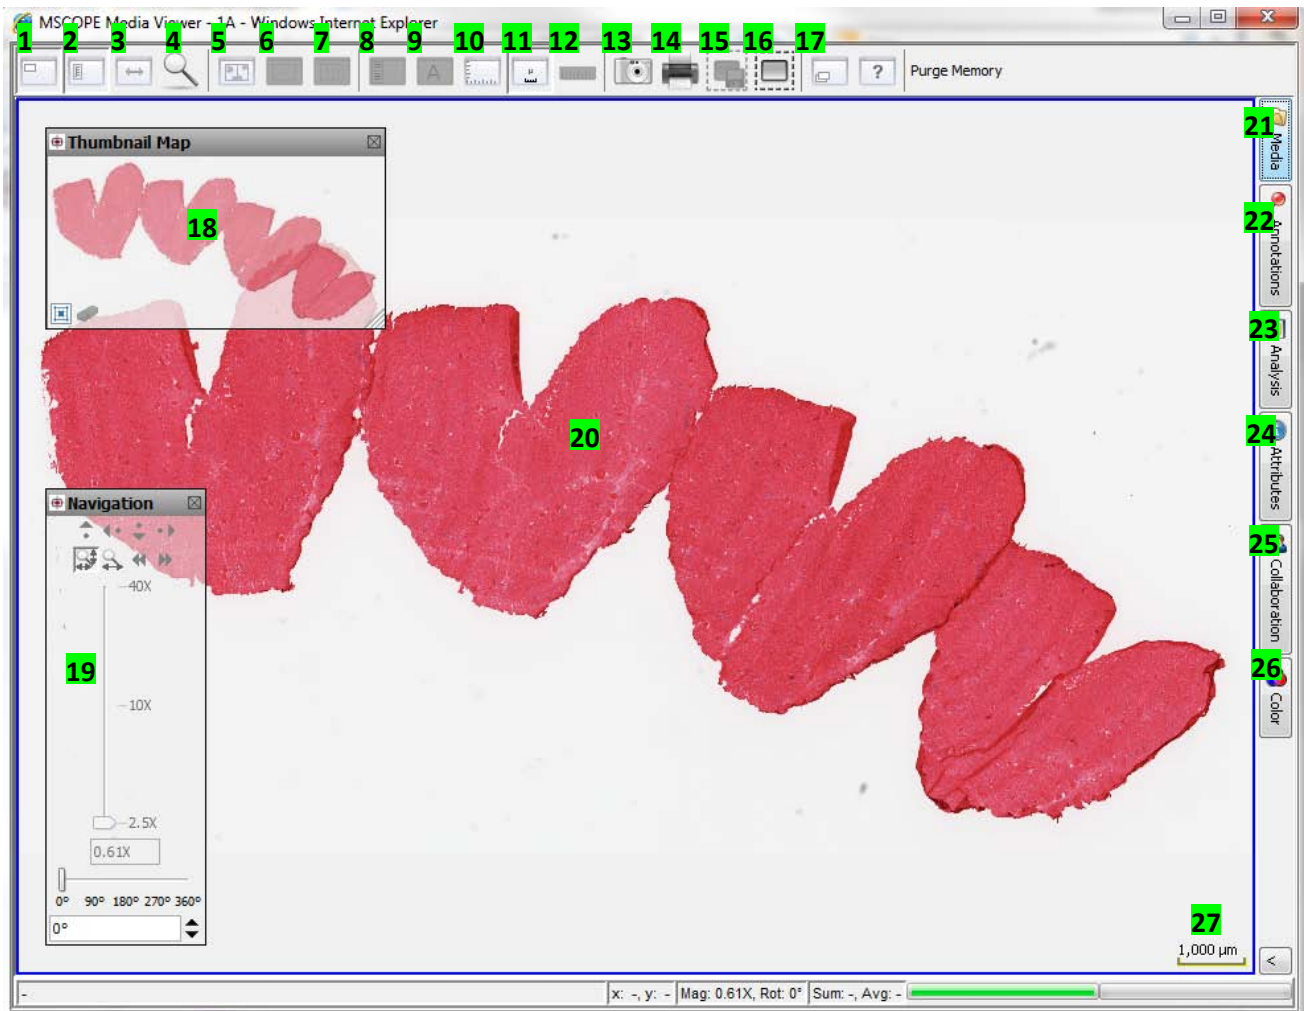 MSCOPE Media Viewer - 1A - Windows Internet Explorer
1 2 3 4 5 6 7 8 9 10 11 12 13 14 15 16 17
A µ ? Purge Memory
Thumbnail Map
18
21
Media
22
Annotations
23
Analysis
24
Attributes
25
Collaboration
26
Color
20
Navigation
40X
19
10X
2.5X
0.61X
0° 90° 180° 270° 360°
0°
27
1,000 µm
<
- x: -, y: - Mag: 0.61X, Rot: 0° Sum: -, Avg: -